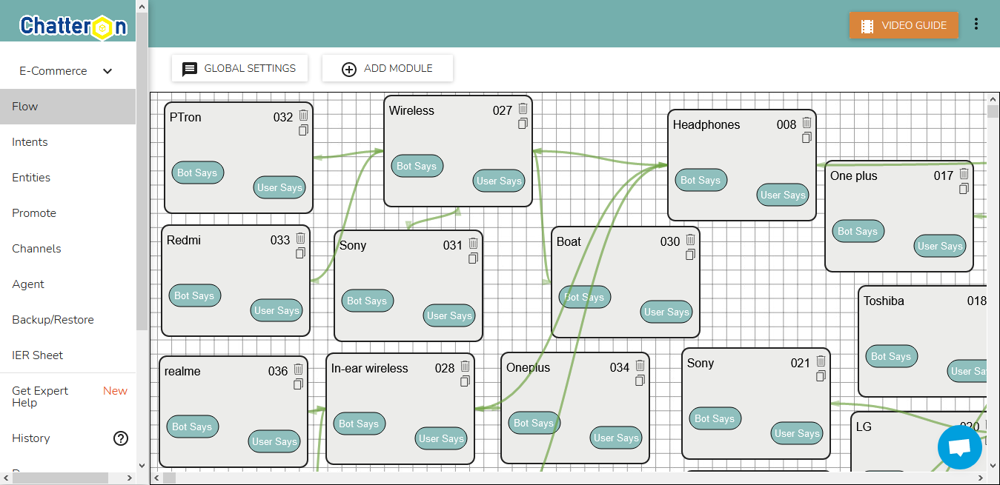 Chatteron
VIDEO GUIDE
E-Commerce
Flow
Intents
Entities
Promote
Channels
Agent
Backup/Restore
IER Sheet
Get Expert
Help
New
History
GLOBAL SETTINGS
ADD MODULE
PTron 032
Bot Says
User Says
Wireless 027
Bot Says
User Says
Headphones 008
Bot Says
User Says
One plus 017
Bot Says
User Says
Redmi 033
Bot Says
User Says
Sony 031
Bot Says
User Says
Boat 030
Bot Says
User Says
Toshiba 018
Bot Says
User Sa
realme 036
Bot Says
User Says
In-ear wireless 028
Bot Says
User Says
Oneplus 034
Bot Says
User Says
Sony 021
Bot Says
User Says
LG 020